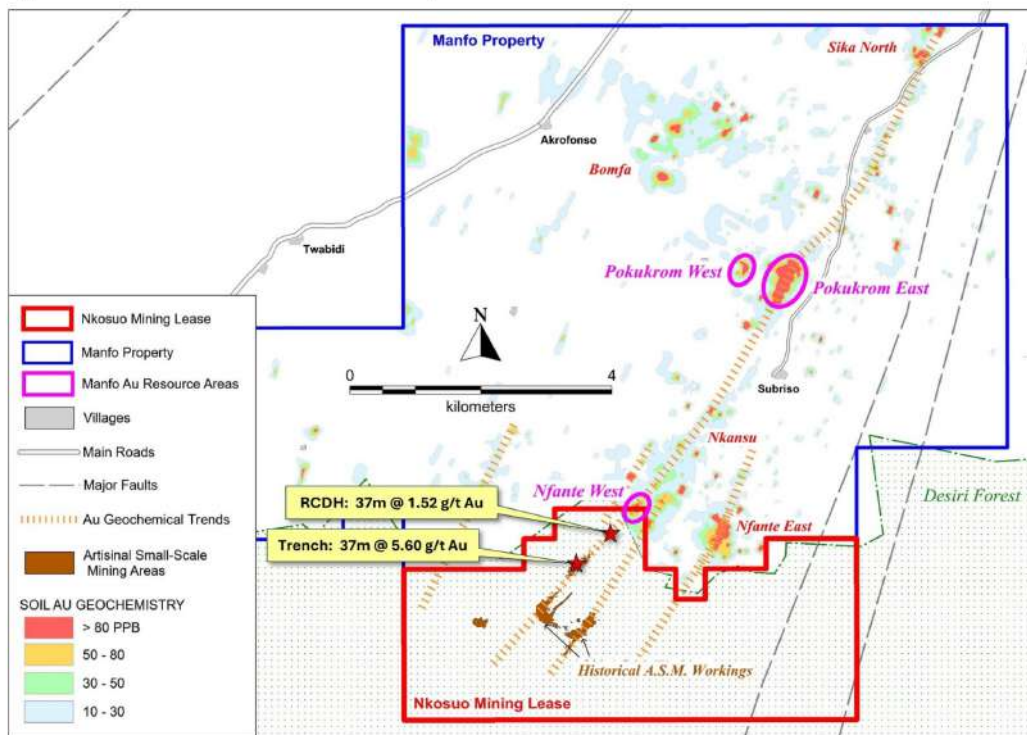 Manfo Property
Sika North
Akrofonso
Bomfa
Twabidi
Pokukrom West
Pokukrom East
Nkosuo Mining Lease
Manfo Property
Manfo Au Resource Areas
Villages
Main Roads
Major Faults
Au Geochemical Trends
Artisinal Small-Scale
Mining Areas
SOIL AU GEOCHEMISTRY
> 80 PPB
50 - 80
30 - 50
10 - 30
N
0
4
kilometers
Subriso
Nkansu
Nfante West
Desiri Forest
RCDH: 37m @ 1.52 g/t Au
Nfante East
Trench: 37m @ 5.60 g/t Au
Historical A.S.M. Workings
Nkosuo Mining Lease